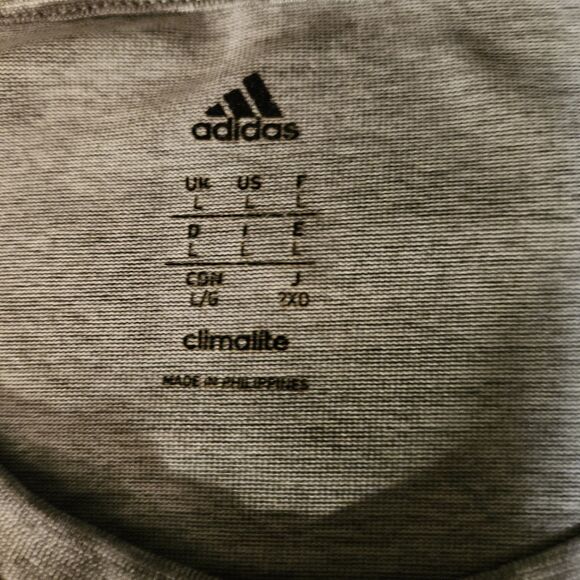 adidas
UK US F
L L L
D I E
L L L
CDN J
L/G 2XO
climalite
MADE IN PHILIPPINES